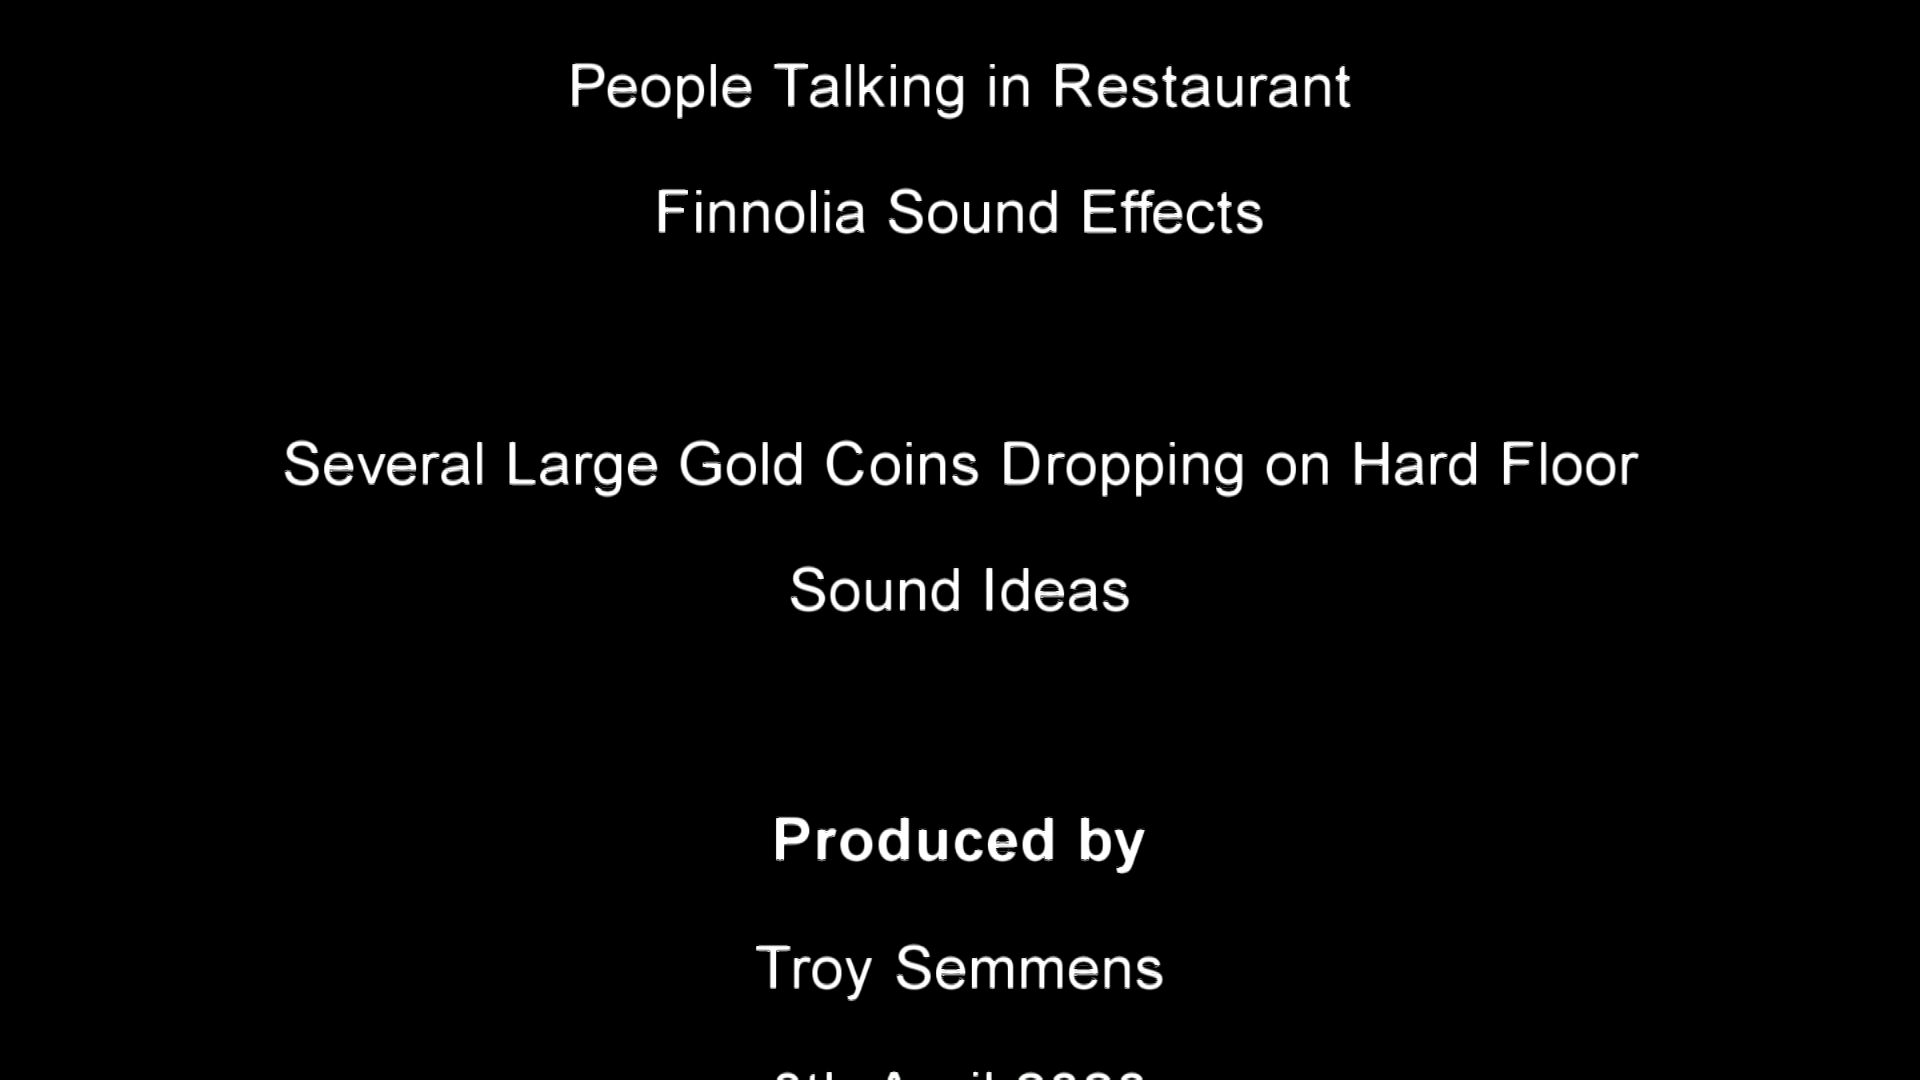 People Talking in Restaurant
Finnolia Sound Effects
Several Large Gold Coins Dropping on Hard Floor
Sound Ideas
Produced by
Troy Semmens
April